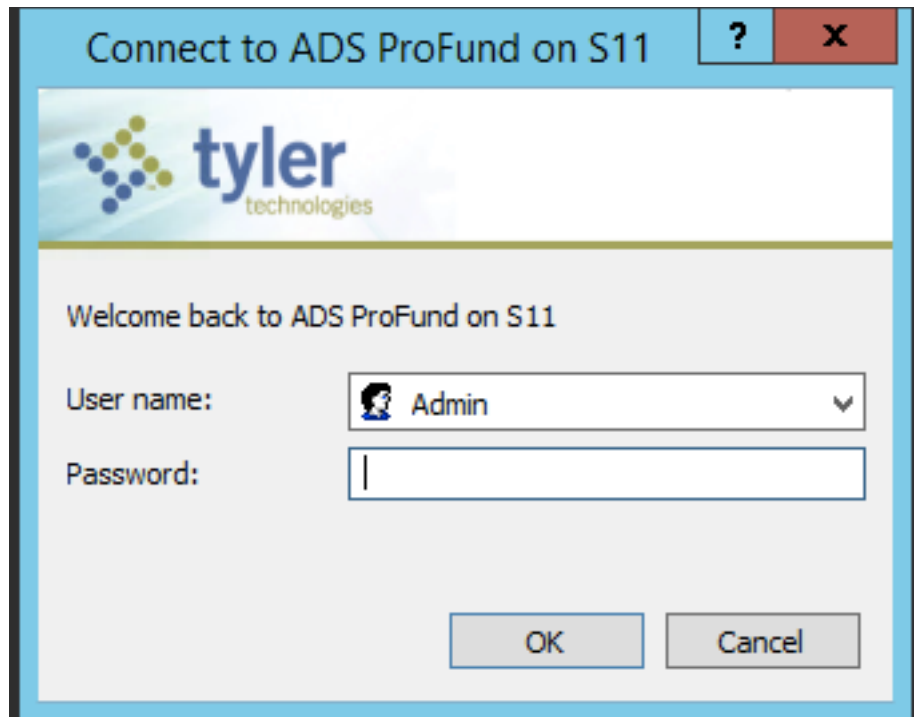 Connect to ADS ProFund on S11
?
x
tyler
technologies
Welcome back to ADS ProFund on S11
User name:
Admin
Password:
OK
Cancel